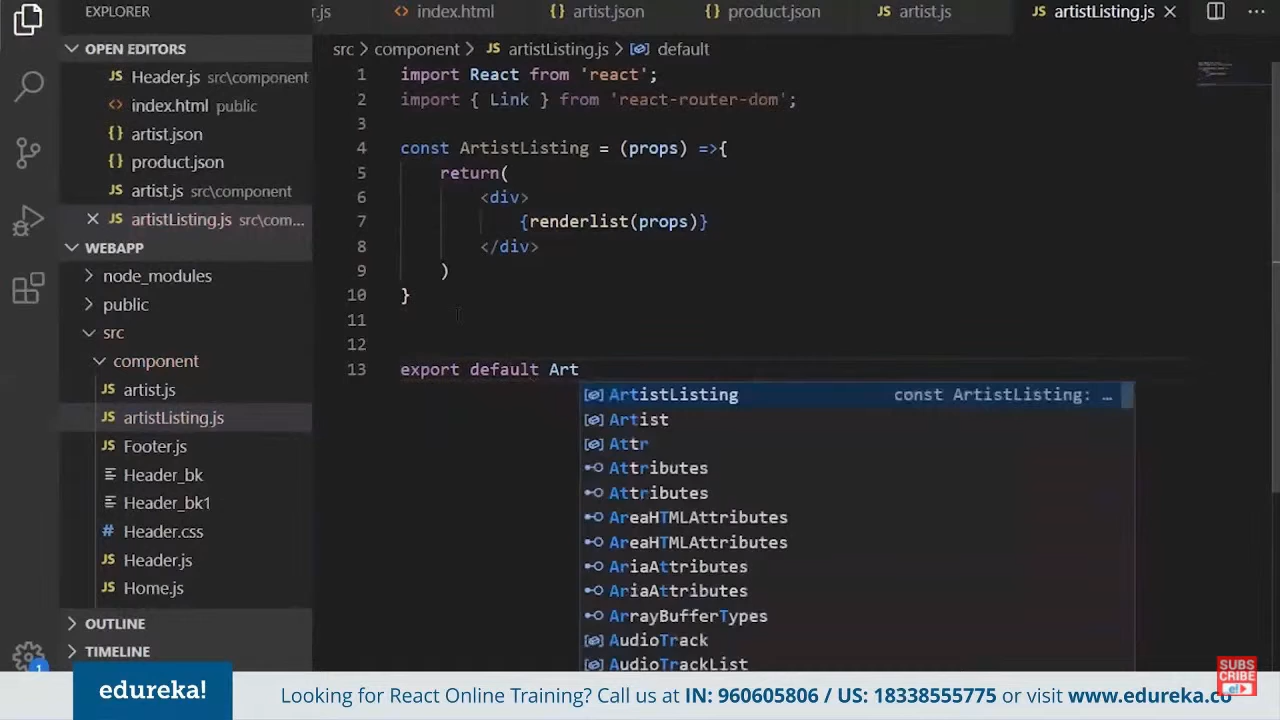 EXPLORER
r.js
index.html
artist.json
product.json
artist.js
artistListing.js
OPEN EDITORS
Header.js src\component
index.html public
artist.json
product.json
artist.js src\component
artistListing.js src\com...
WEBAPP
node_modules
public
src
component
artist.js
artistListing.js
Footer.js
Header_bk
Header_bk1
Header.css
Header.js
Home.js
OUTLINE
TIMELINE
1
src > component > artistListing.js > default
1 import React from 'react';
2 import { Link } from 'react-router-dom';
3
4 const ArtistListing = (props) =>{
5 return(
6 <div>
7 {renderlist(props)}
8 </div>
9 )
10 }
11
12
13 export default Art
ArtistListing const ArtistListing: …
Artist
Attr
Attributes
Attributes
AreaHTMLAttributes
AreaHTMLAttributes
AriaAttributes
AriaAttributes
ArrayBufferTypes
AudioTrack
AudioTrackList
SUBS
CRIBE
edureka!
Looking for React Online Training? Call us at IN: 960605806 / US: 18338555775 or visit www.edureka.co